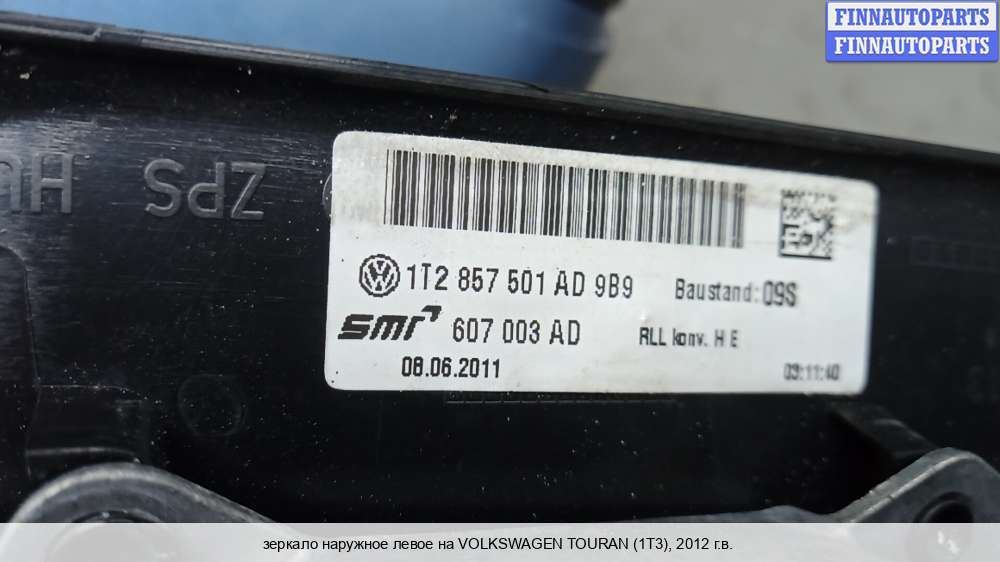 FINNAUTOPARTS
FINNAUTOPARTS
ZPS
1T2 857 501 AD 9B9
Baustand: 09S
smr 607 003 AD
RLL konv. H E
08.06.2011
03:11:40
зеркало наружное левое на VOLKSWAGEN TOURAN (1T3), 2012 г.в.